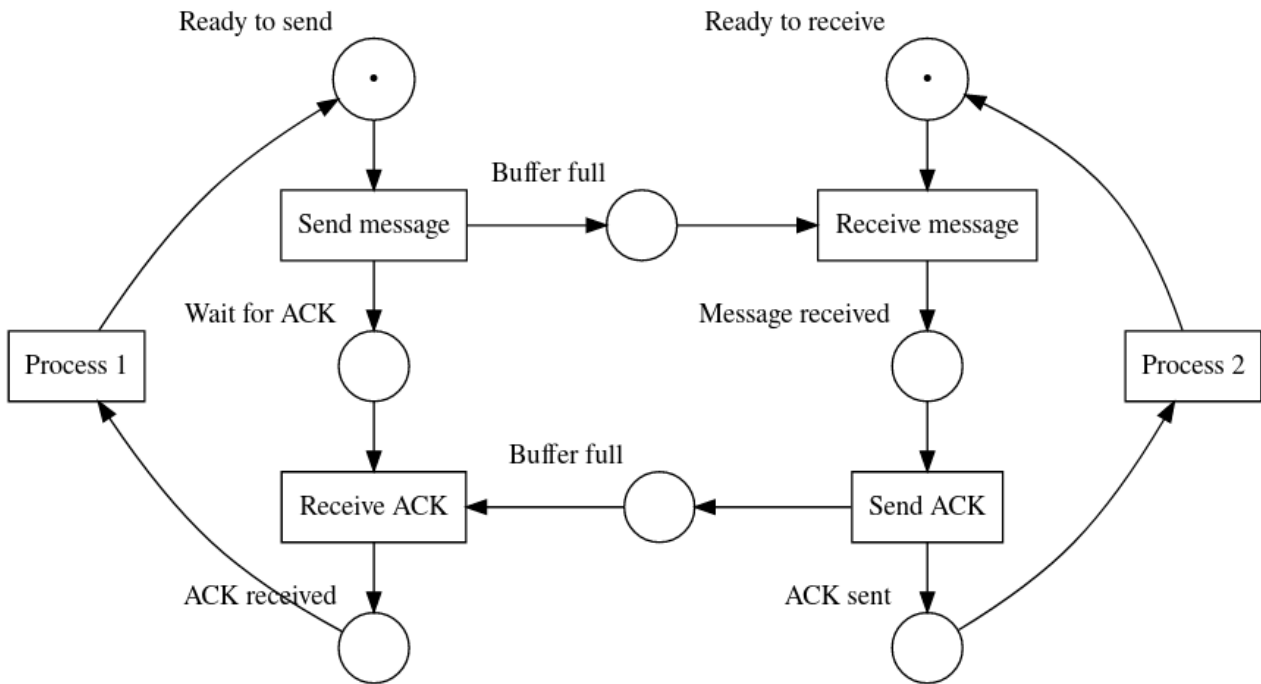 Ready to send
Ready to receive
Buffer full
Send message
Receive message
Wait for ACK
Message received
Process 1
Process 2
Buffer full
Receive ACK
Send ACK
ACK received
ACK sent